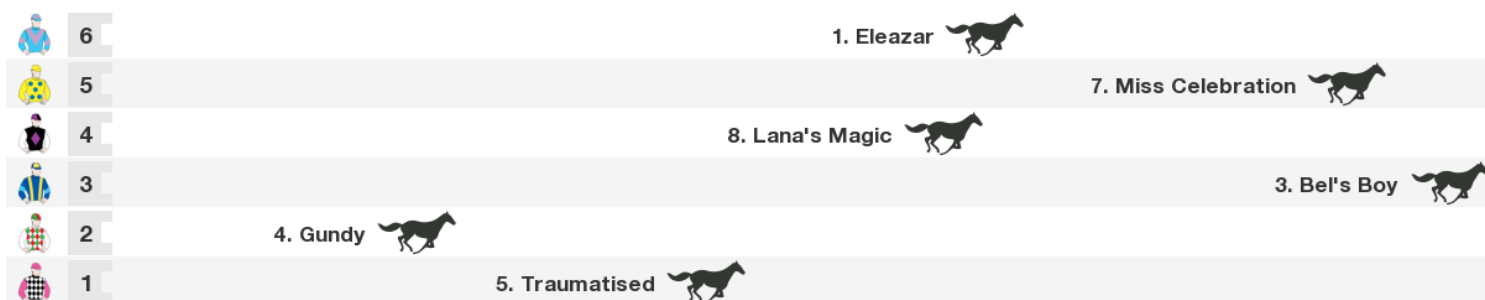 6 1. Eleazar
5 7. Miss Celebration
4 8. Lana's Magic
3 3. Bel's Boy
2 4. Gundy
1 5. Traumatised